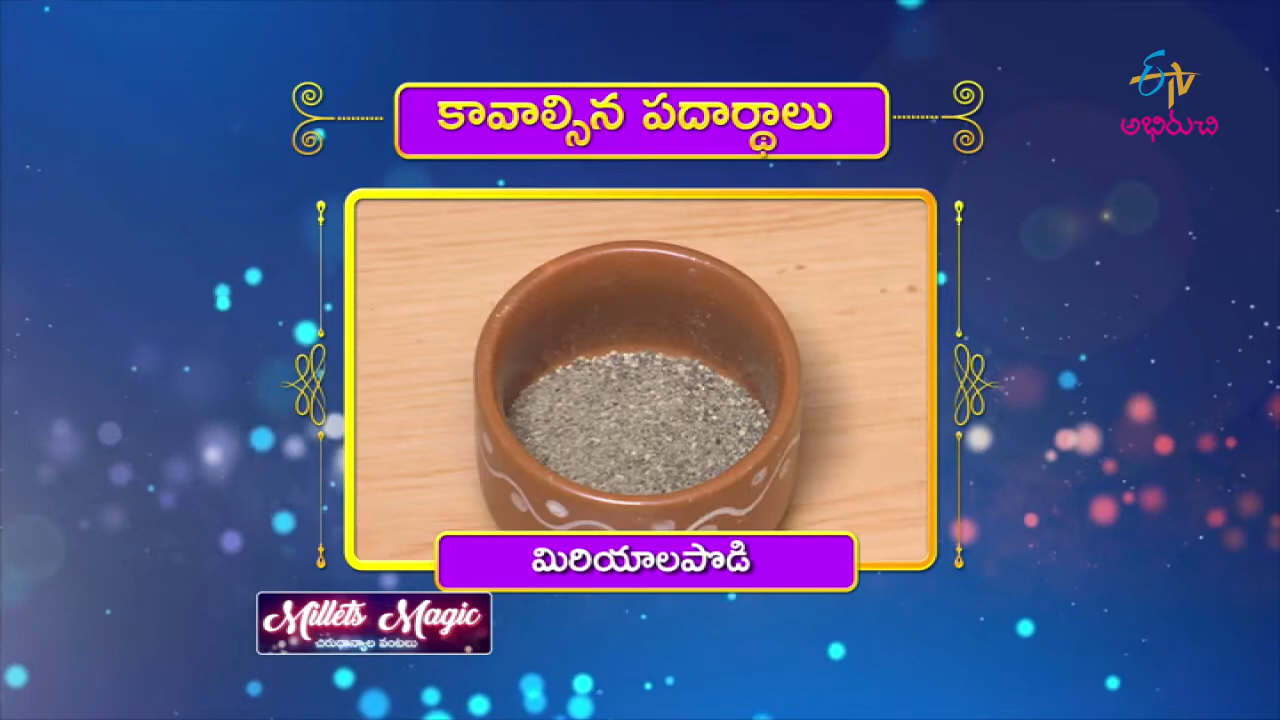 కావాల్సిన పదార్థాలు
ETV
అభిరుచి
మిరియాలపొడి
Millets Magic
చిరుధాన్యాల వంటలు